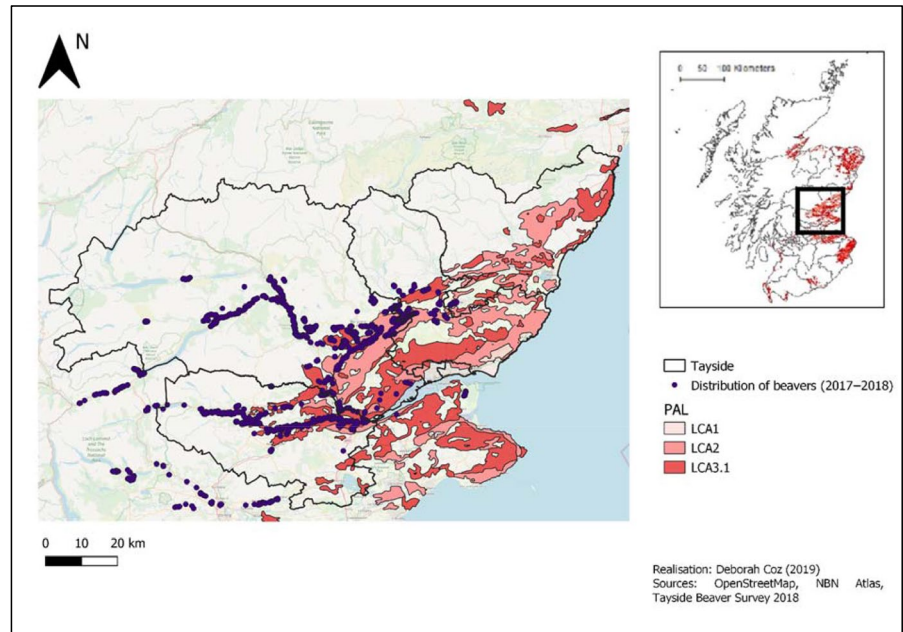 N
0 50 100 Kilometers
Tayside
Distribution of beavers (2017–2018)
PAL
LCA1
LCA2
LCA3.1
0 10 20 km
Realisation: Deborah Coz (2019)
Sources: OpenStreetMap, NBN Atlas,
Tayside Beaver Survey 2018